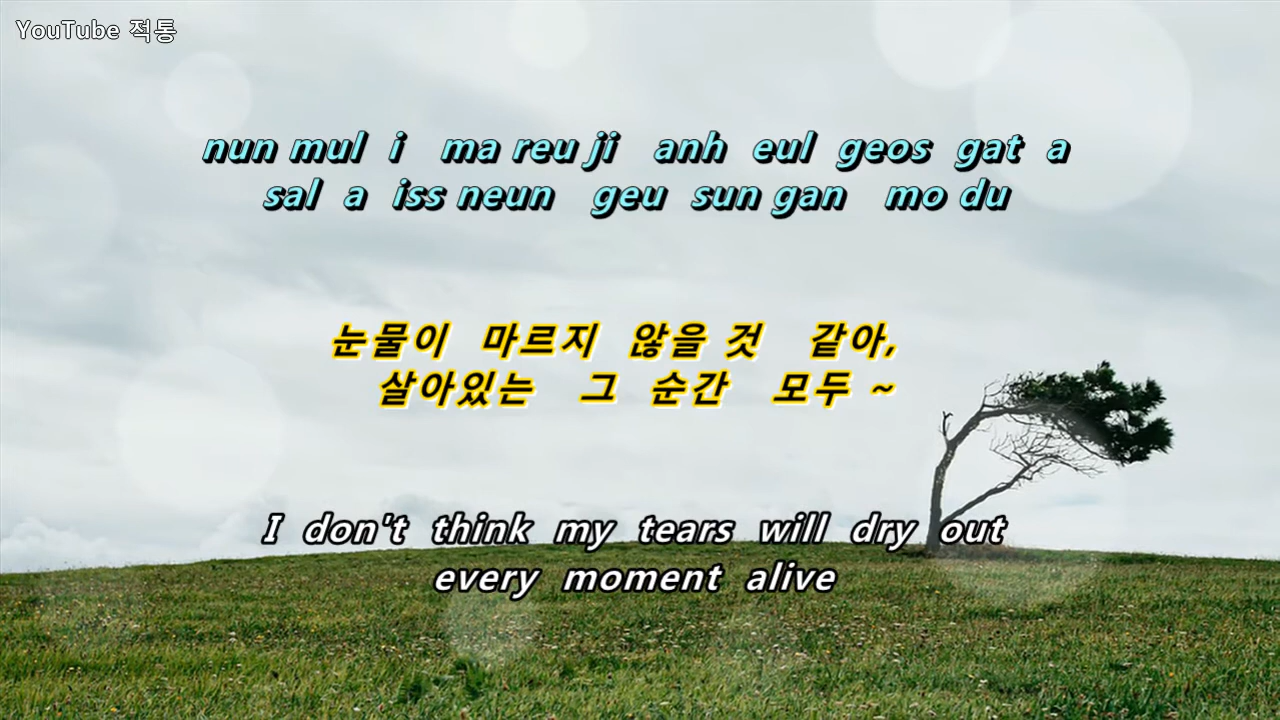 YouTube 적통
nun mul i ma reu ji anh eul geos gat a
sal a iss neun geu sun gan mo du
눈물이 마르지 않을 것 같아,
살아있는 그 순간 모두 ~
I don't think my tears will dry out
every moment alive